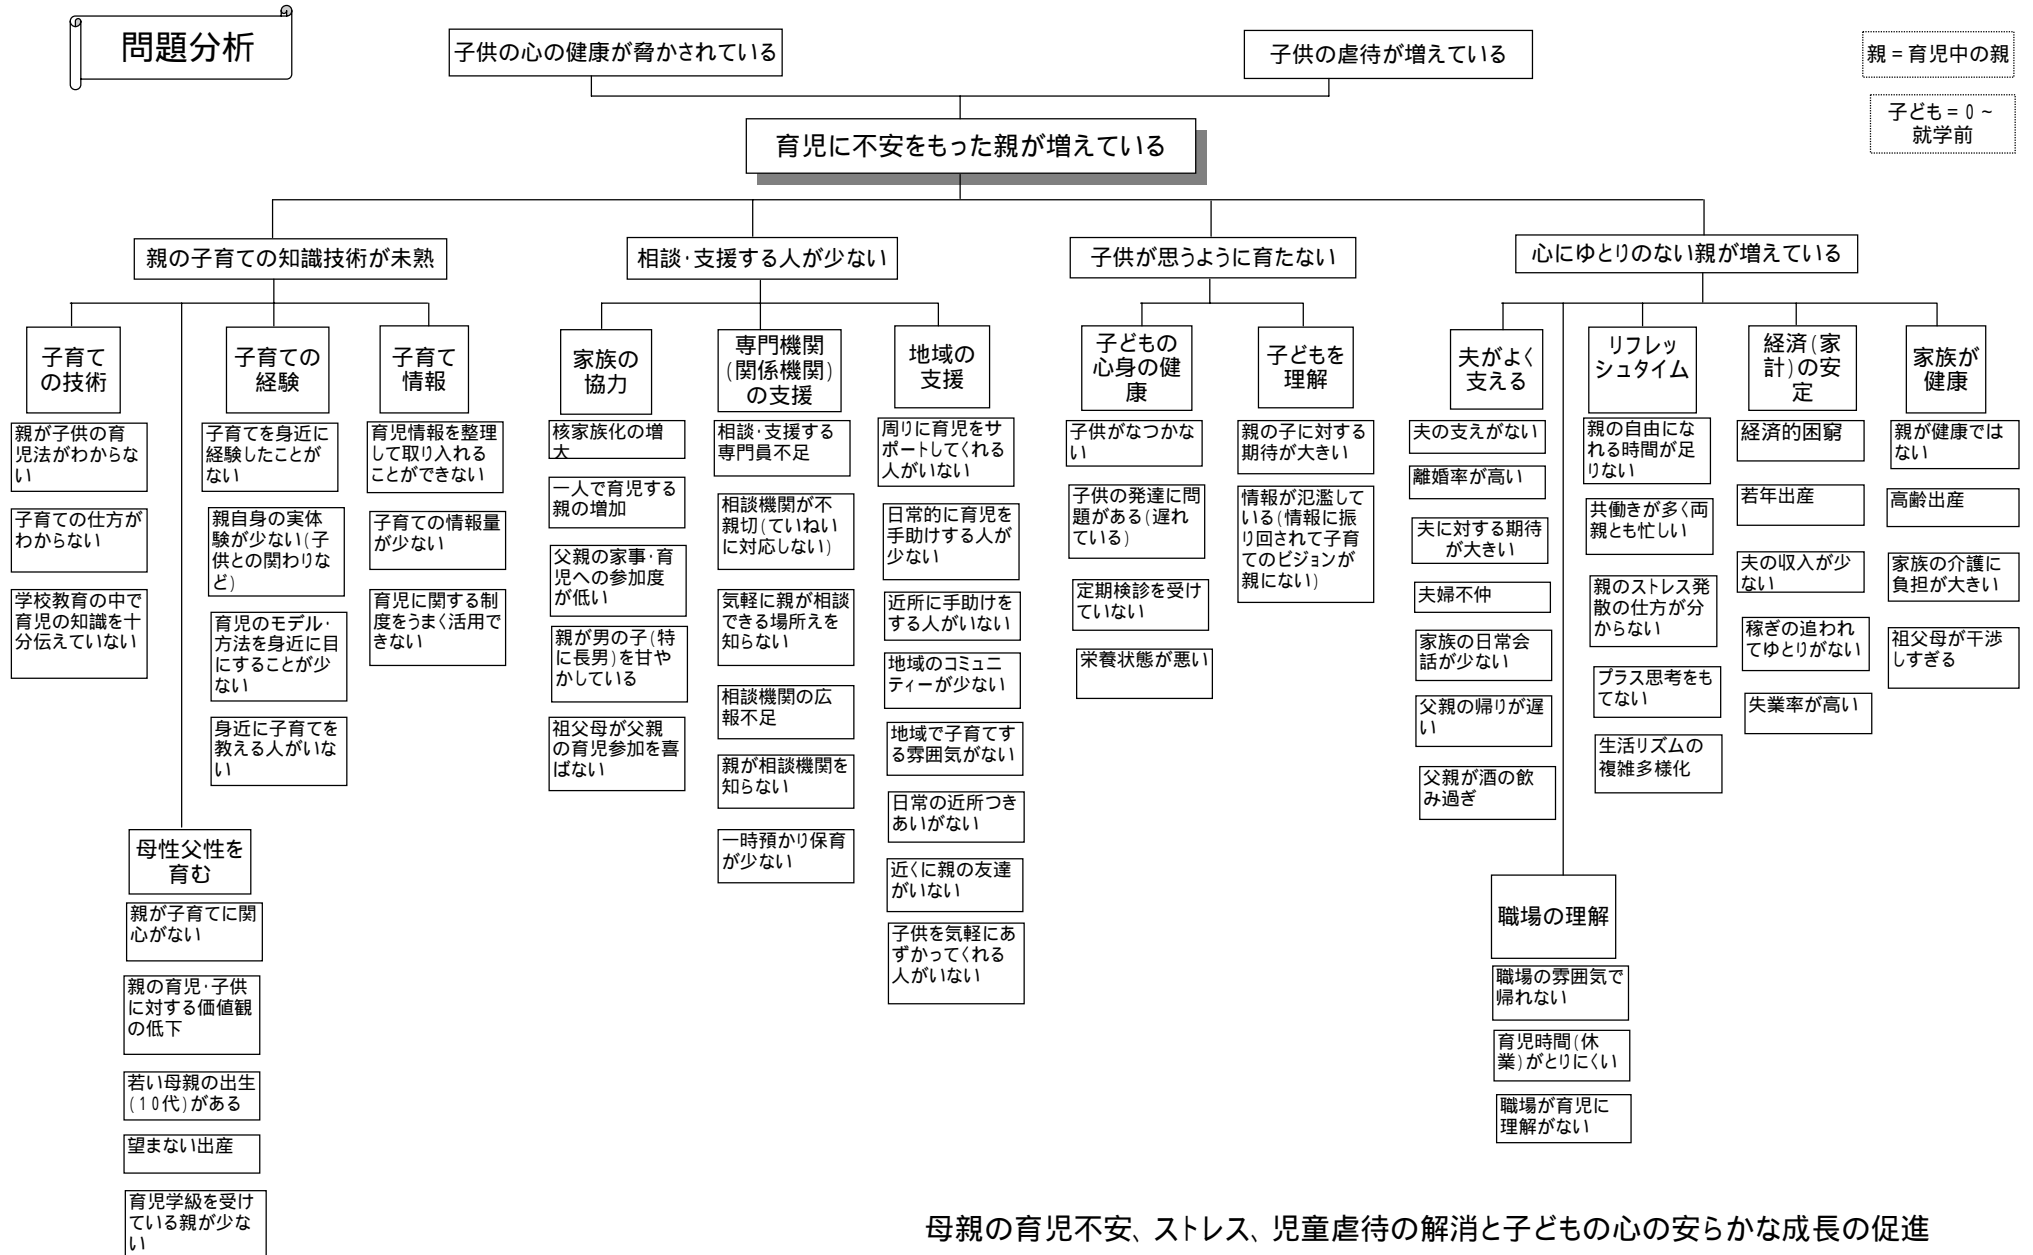 問題分析
子供の心の健康が脅かされている
子供の虐待が増えている
親=育児中の親
子ども=0~
就学前
育児に不安をもった親が増えている
親の子育ての知識技術が未熟
相談・支援する人が少ない
子供が思うように育たない
心にゆとりのない親が増えている
子育て
の技術
親が子供の育
児法がわからな
い
子育ての仕方が
わからない
学校教育の中で
育児の知識を十
分伝えていない
母性父性を
育む
親が子育てに関
心がない
親の育児・子供
に対する価値観
の低下
若い母親の出生
(10代)がある
望まない出産
育児学級を受け
ている親が少な
い
子育ての
経験
子育てを身近に
経験したことが
ない
親自身の実体
験が少ない(子
供との関わりな
ど)
育児のモデル・
方法を身近に目
にすることが少
ない
身近に子育てを
教える人がいな
い
子育て
情報
育児情報を整理
して取り入れる
ことができない
子育ての情報量
が少ない
育児に関する制
度をうまく活用で
きない
家族の
協力
核家族化の増
大
一人で育児する
親の増加
父親の家事・育
児への参加度
が低い
親が男の子(特
に長男)を甘や
かしている
祖父母が父親
の育児参加を喜
ばない
専門機関
(関係機関)
の支援
相談・支援する
専門員不足
相談機関が不
親切(ていねい
に対応しない)
気軽に親が相談
できる場所えを
知らない
相談機関の広
報不足
親が相談機関を
知らない
一時預かり保育
が少ない
地域の
支援
周りに育児をサ
ポートしてくれる
人がいない
日常的に育児を
手助けする人が
少ない
近所に手助けを
する人がいない
地域のコミュニ
ティーが少ない
地域で子育てす
る雰囲気がない
日常の近所つき
あいがない
近くに親の友達
がいない
子供を気軽にあ
ずかってくれる
人がいない
子どもの
心身の健
康
子供がなつかな
い
子供の発達に問
題がある(遅れ
ている)
定期検診を受け
ていない
栄養状態が悪い
子どもを
理解
親の子に対する
期待が大きい
情報が氾濫して
いる(情報に振
り回されて子育
てのビジョンが
親にない)
夫がよく
支える
夫の支えがない
離婚率が高い
夫に対する期待
が大きい
夫婦不仲
家族の日常会
話が少ない
父親の帰りが遅
い
父親が酒の飲
み過ぎ
職場の理解
職場の雰囲気で
帰れない
育児時間(休
業)がとりにくい
職場が育児に
理解がない
リフレッ
シュタイム
親の自由にな
れる時間が足
りない
共働きが多く両
親とも忙しい
親のストレス発
散の仕方が分
からない
プラス思考をも
てない
生活リズムの
複雑多様化
経済(家
計)の安
定
経済的困窮
若年出産
夫の収入が少
ない
稼ぎの追われ
てゆとりがない
失業率が高い
家族が
健康
親が健康では
ない
高齢出産
家族の介護に
負担が大きい
祖父母が干渉
しすぎる
母親の育児不安、ストレス、児童虐待の解消と子どもの心の安らかな成長の促進